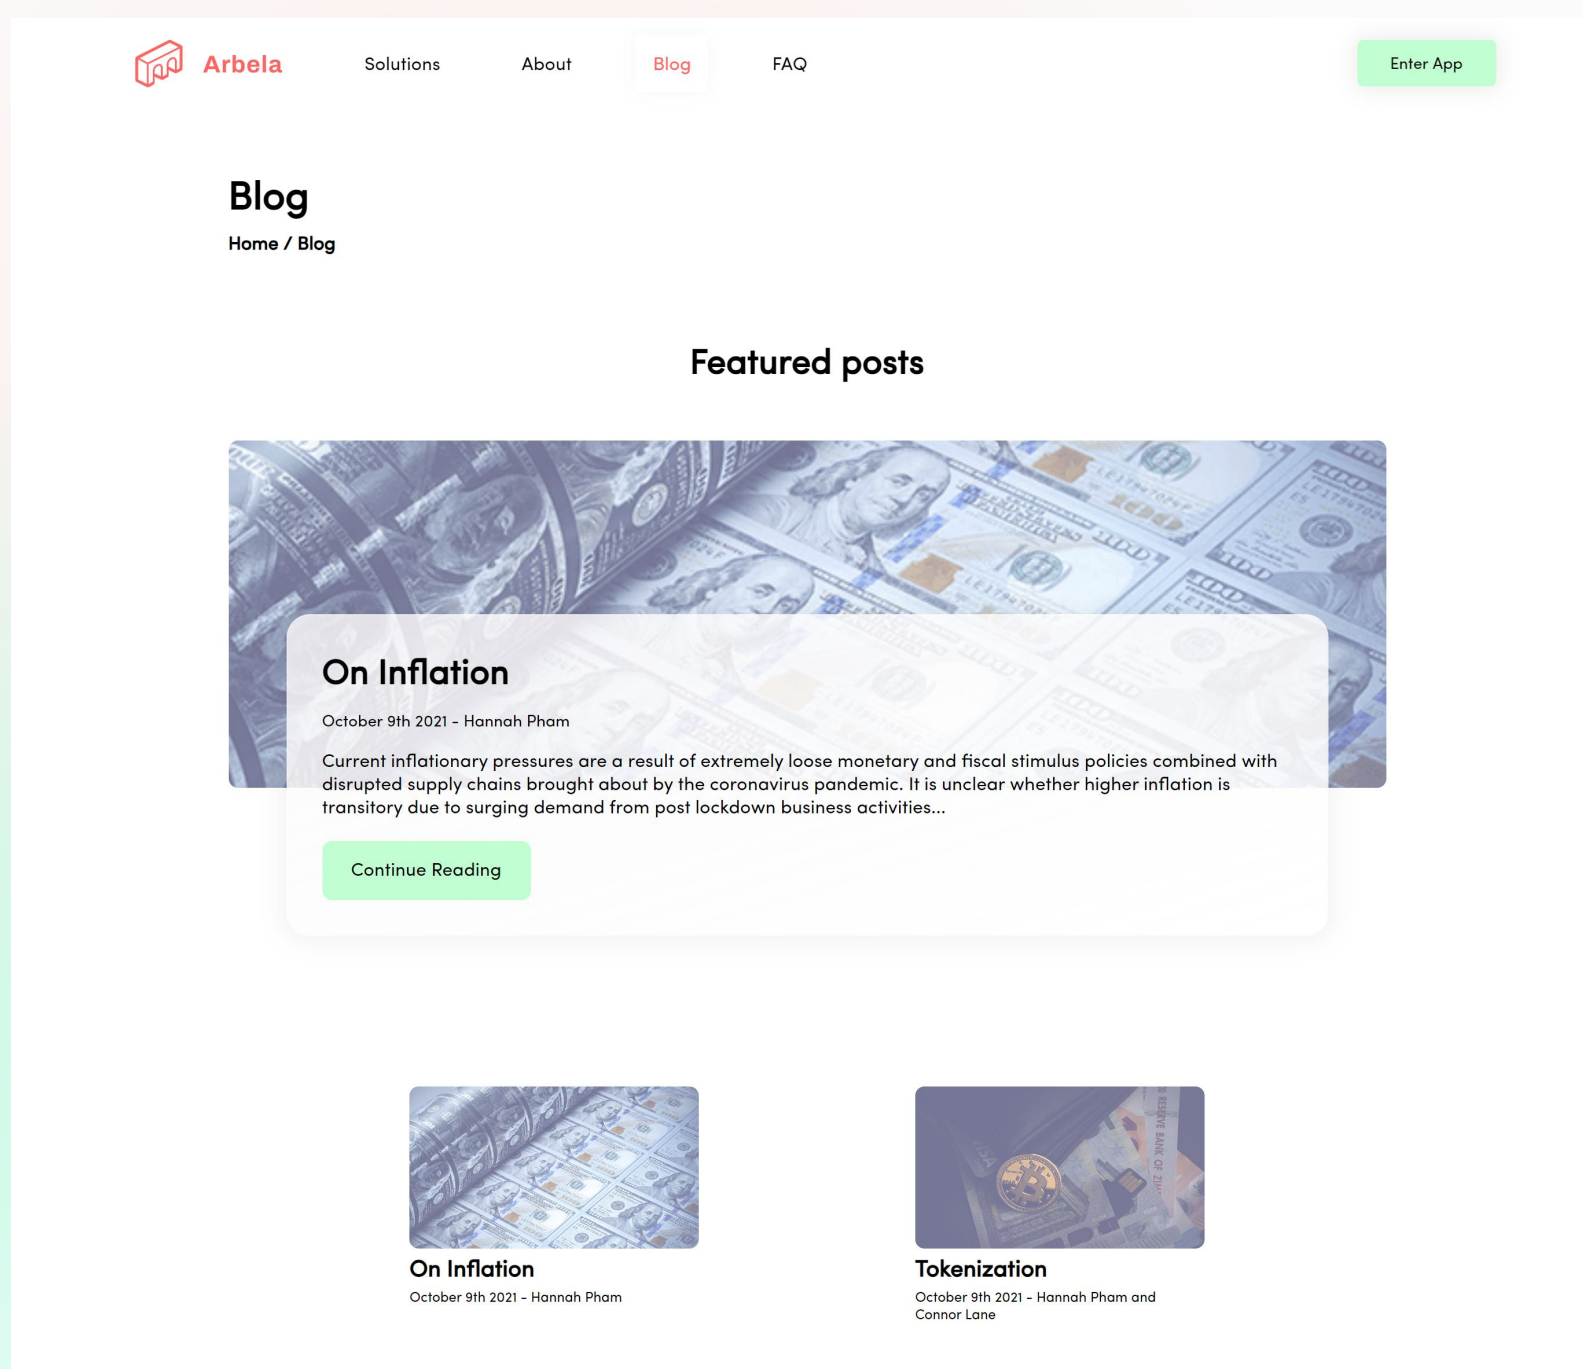 Arbela
Solutions
About
Blog
FAQ
Enter App
Blog
Home / Blog
Featured posts
On Inflation
October 9th 2021 - Hannah Pham
Current inflationary pressures are a result of extremely loose monetary and fiscal stimulus policies combined with
disrupted supply chains brought about by the coronavirus pandemic. It is unclear whether higher inflation is
transitory due to surging demand from post lockdown business activities...
Continue Reading
VISA
RESERVE BANK OF
On Inflation
October 9th 2021 - Hannah Pham
Tokenization
October 9th 2021 - Hannah Pham and
Connor Lane